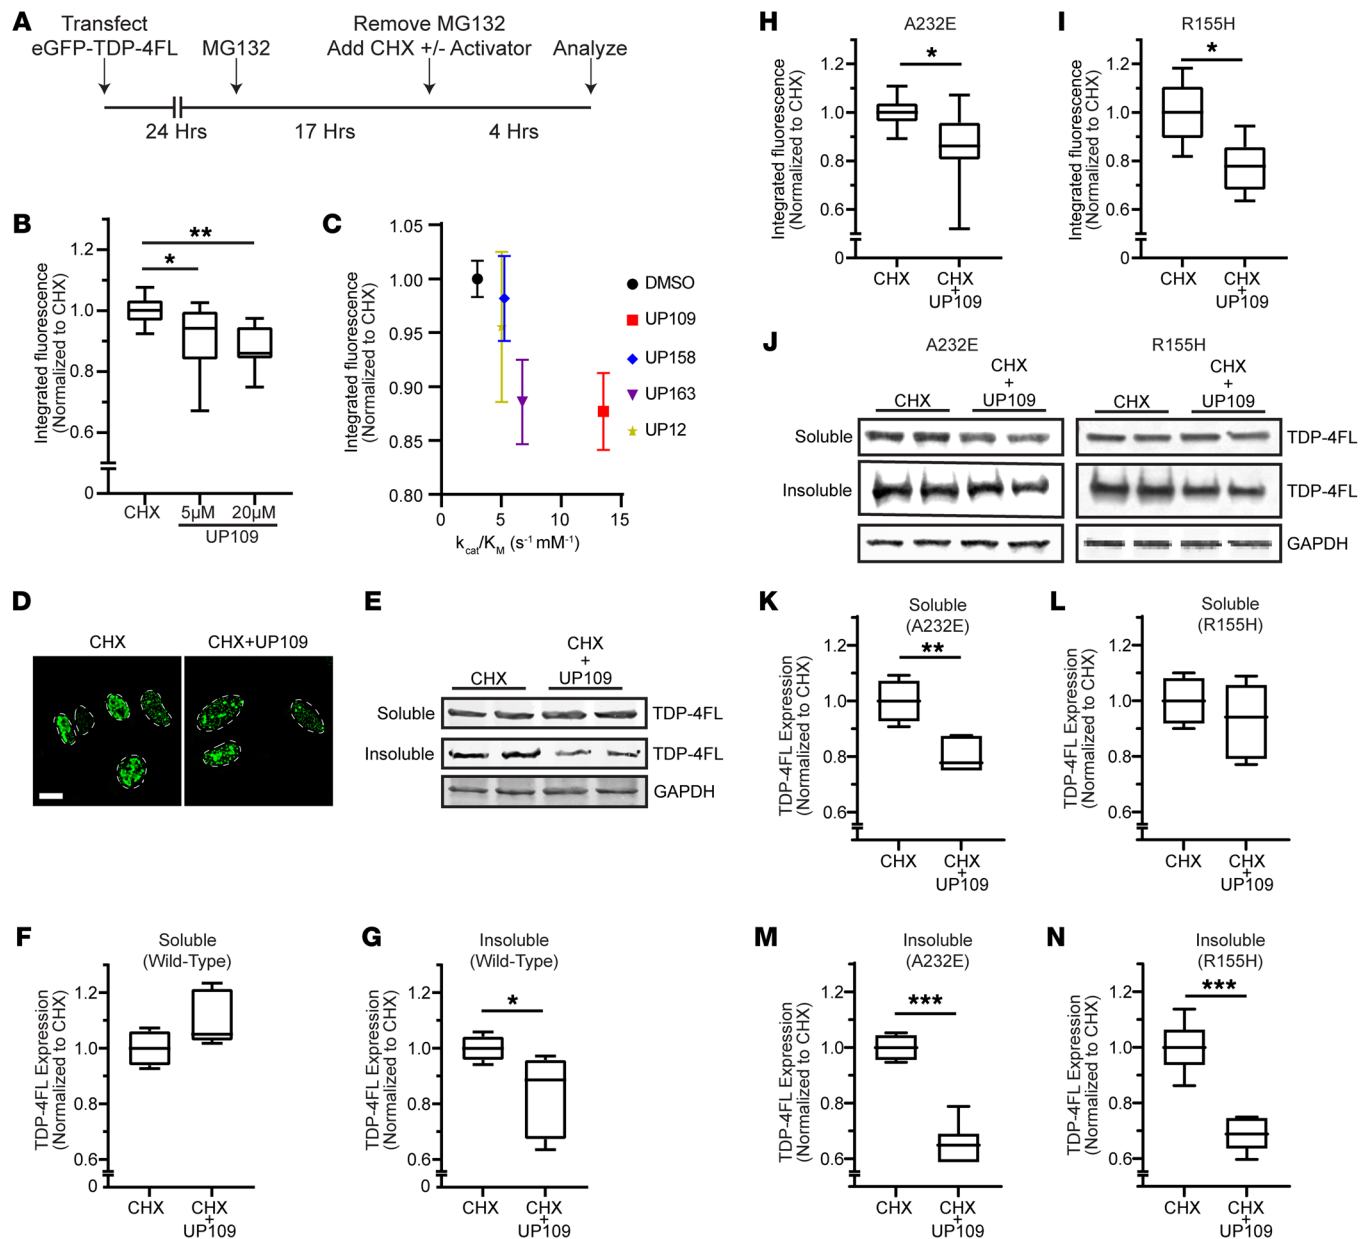 A
Transfect
eGFP-TDP-4FL
MG132
Remove MG132
Add CHX +/- Activator
Analyze
24 Hrs
17 Hrs
4 Hrs
B
Integrated fluorescence
(Normalized to CHX)
1.2
1.0
0.8
0.6
0
*
**
CHX
5µM
20µM
UP109
C
Integrated fluorescence
(Normalized to CHX)
1.05
1.00
0.95
0.90
0.85
0.80
0
5
10
15
kcat/KM (s-1 mM-1)
DMSO
UP109
UP158
UP163
UP12
D
CHX
CHX+UP109
E
CHX
CHX
+
UP109
Soluble
TDP-4FL
Insoluble
TDP-4FL
GAPDH
F
Soluble
(Wild-Type)
TDP-4FL Expression
(Normalized to CHX)
1.2
1.0
0.8
0.6
0
CHX
CHX
+
UP109
G
Insoluble
(Wild-Type)
TDP-4FL Expression
(Normalized to CHX)
1.2
1.0
0.8
0.6
0
*
CHX
CHX
+
UP109
H
A232E
Integrated fluorescence
(Normalized to CHX)
1.2
1.0
0.8
0.6
0
*
CHX
CHX
+
UP109
I
R155H
Integrated fluorescence
(Normalized to CHX)
1.2
1.0
0.8
0.6
0
*
CHX
CHX
+
UP109
J
A232E
R155H
CHX
CHX
+
UP109
CHX
CHX
+
UP109
Soluble
TDP-4FL
Insoluble
TDP-4FL
GAPDH
K
Soluble
(A232E)
TDP-4FL Expression
(Normalized to CHX)
1.2
1.0
0.8
0.6
**
CHX
CHX
+
UP109
L
Soluble
(R155H)
TDP-4FL Expression
(Normalized to CHX)
1.2
1.0
0.8
0.6
CHX
CHX
+
UP109
M
Insoluble
(A232E)
TDP-4FL Expression
(Normalized to CHX)
1.2
1.0
0.8
0.6
***
CHX
CHX
+
UP109
N
Insoluble
(R155H)
TDP-4FL Expression
(Normalized to CHX)
1.2
1.0
0.8
0.6
***
CHX
CHX
+
UP109